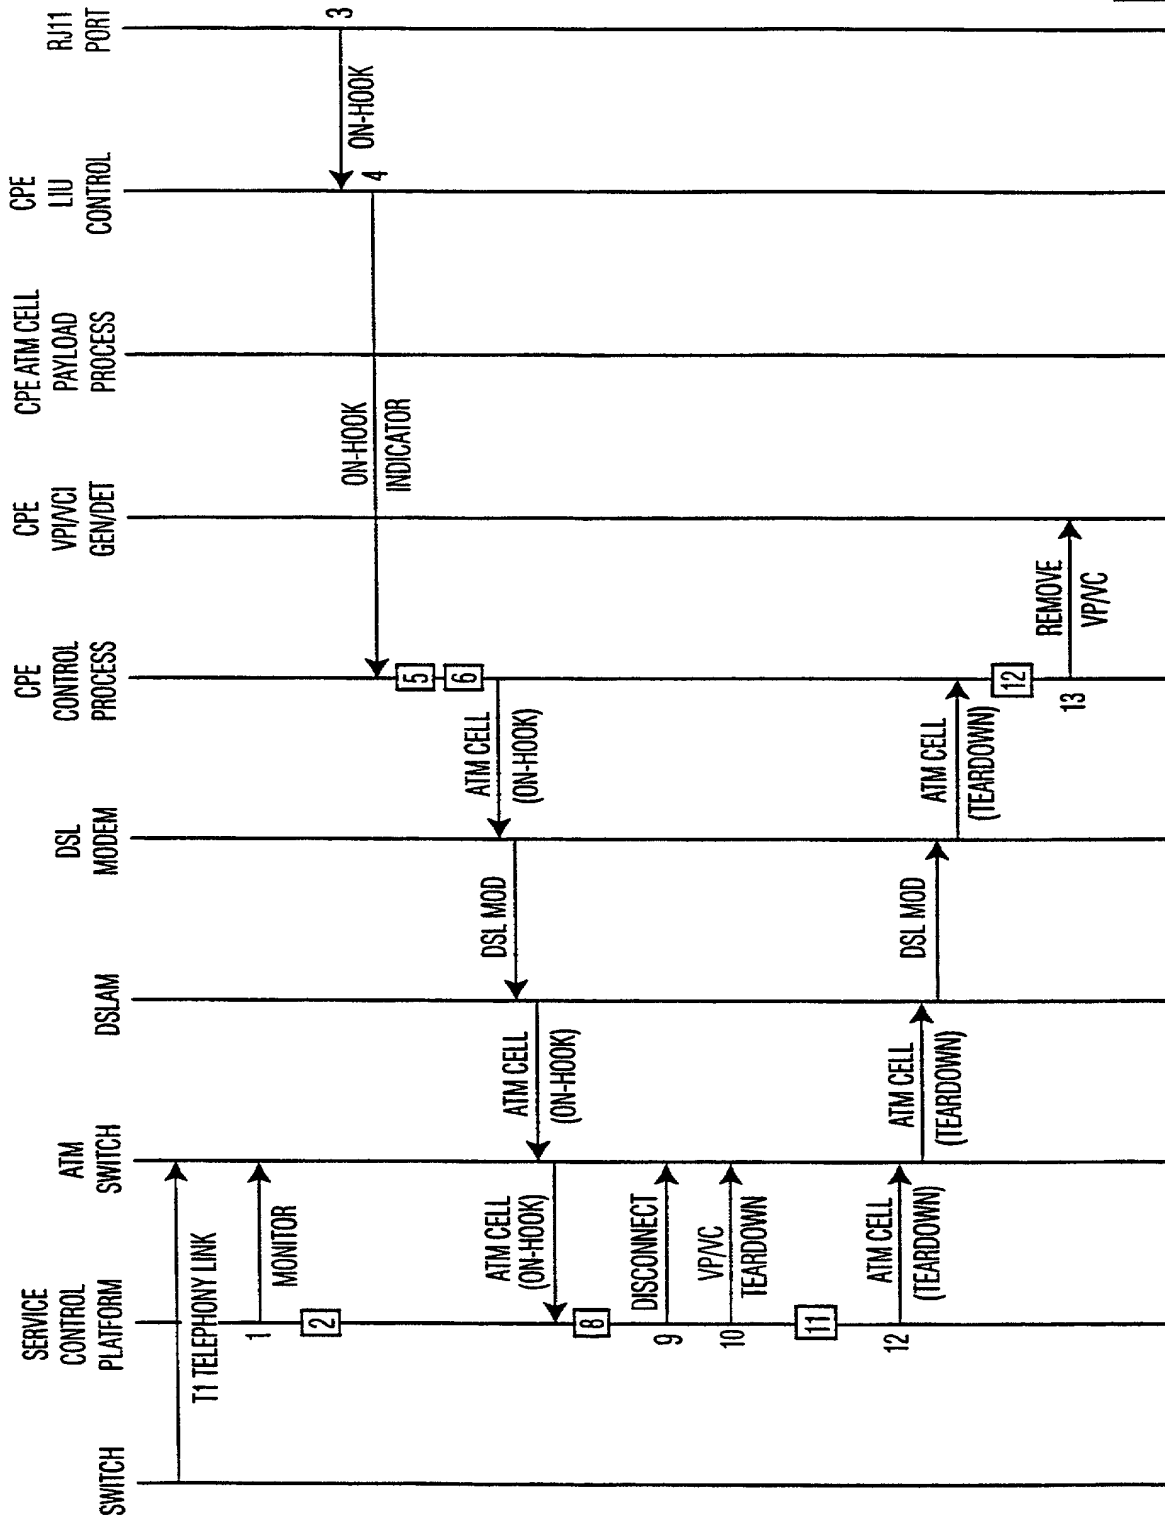 SWITCH
SERVICE
CONTROL
PLATFORM
ATM
SWITCH
DSLAM
DSL
MODEM
CPE
CONTROL
PROCESS
CPE
VPI/VCI
GEN/DET
CPE ATM CELL
PAYLOAD
PROCESS
CPE
LIU
CONTROL
RJ11
PORT
T1 TELEPHONY LINK
1
MONITOR
2
3
ON-HOOK
4
ON-HOOK
INDICATOR
5
6
ATM CELL
(ON-HOOK)
DSL MOD
ATM CELL
(ON-HOOK)
ATM CELL
(ON-HOOK)
8
9
DISCONNECT
10
VP/VC
TEARDOWN
11
12
ATM CELL
(TEARDOWN)
ATM CELL
(TEARDOWN)
DSL MOD
ATM CELL
(TEARDOWN)
12
13
REMOVE
VP/VC